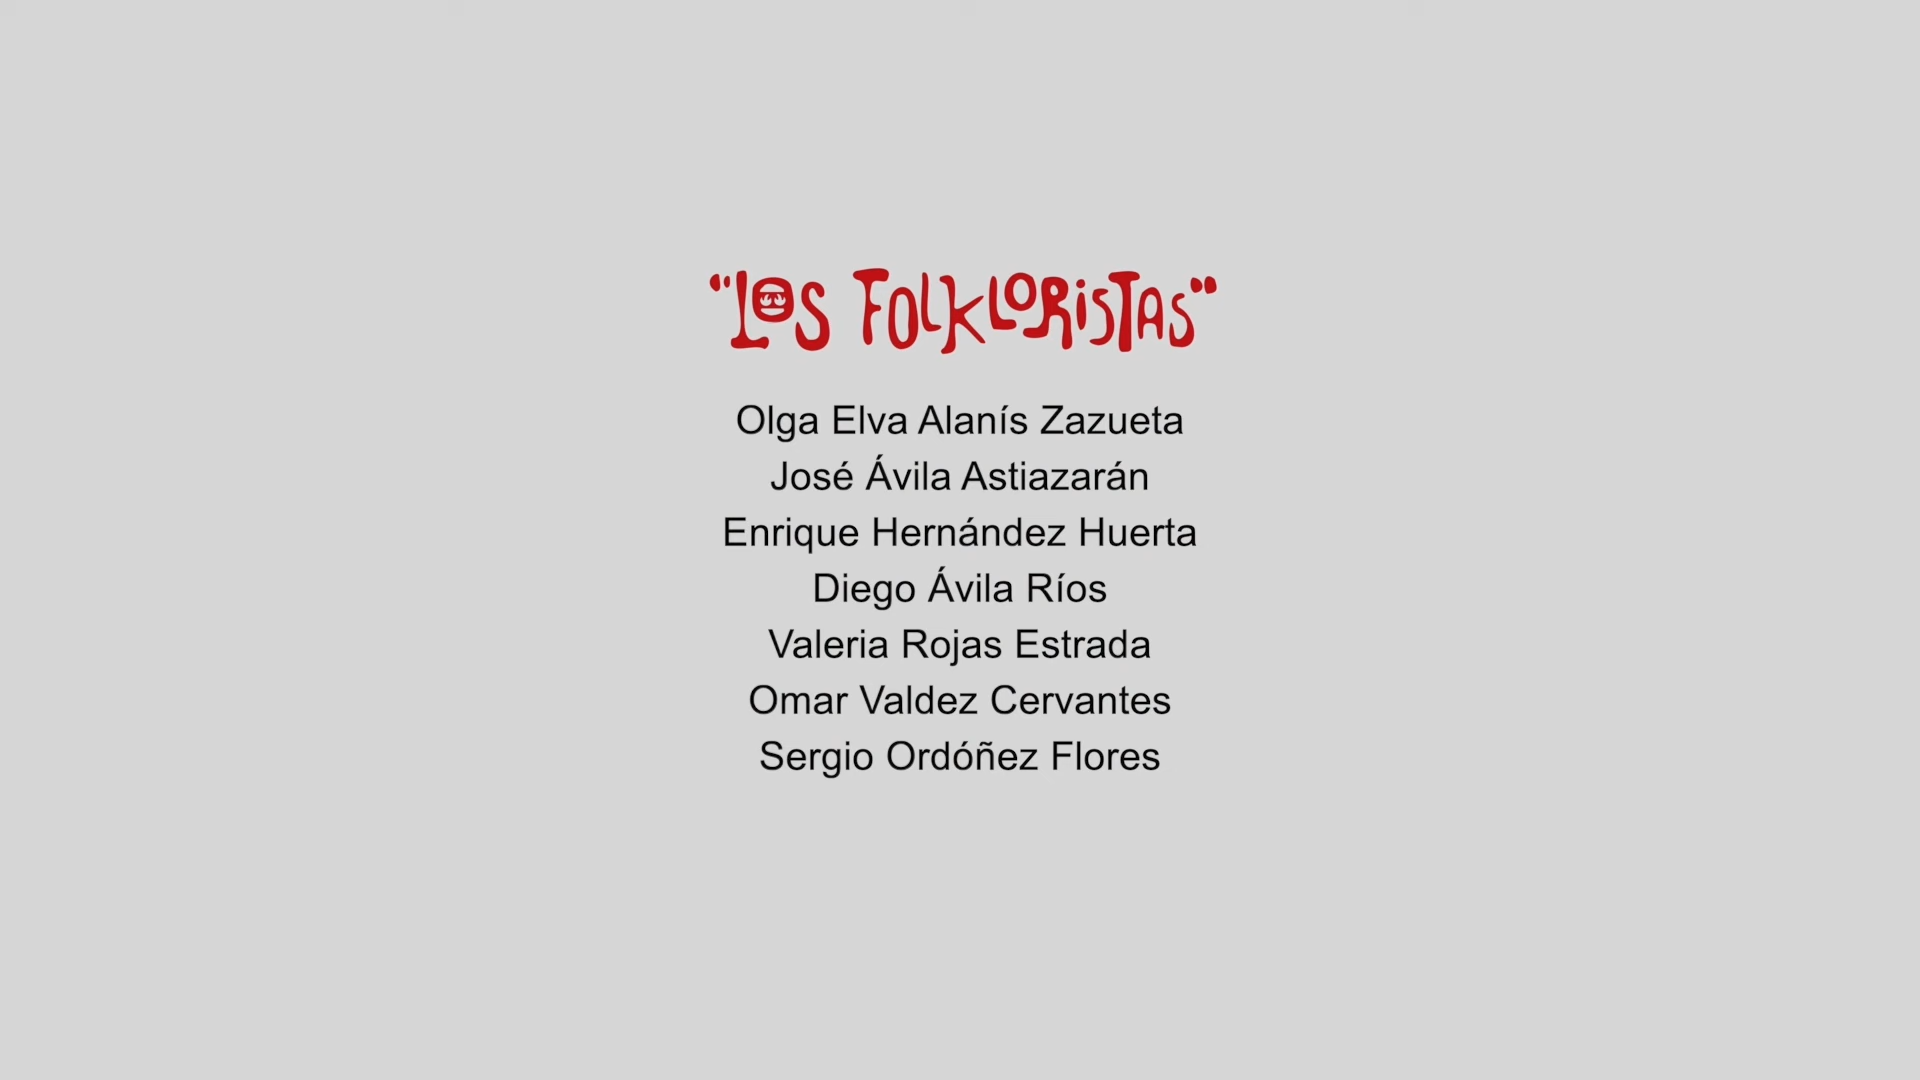 "Los Folkloristas"
Olga Elva Alanís Zazueta
José Ávila Astiazarán
Enrique Hernández Huerta
Diego Ávila Ríos
Valeria Rojas Estrada
Omar Valdez Cervantes
Sergio Ordóñez Flores